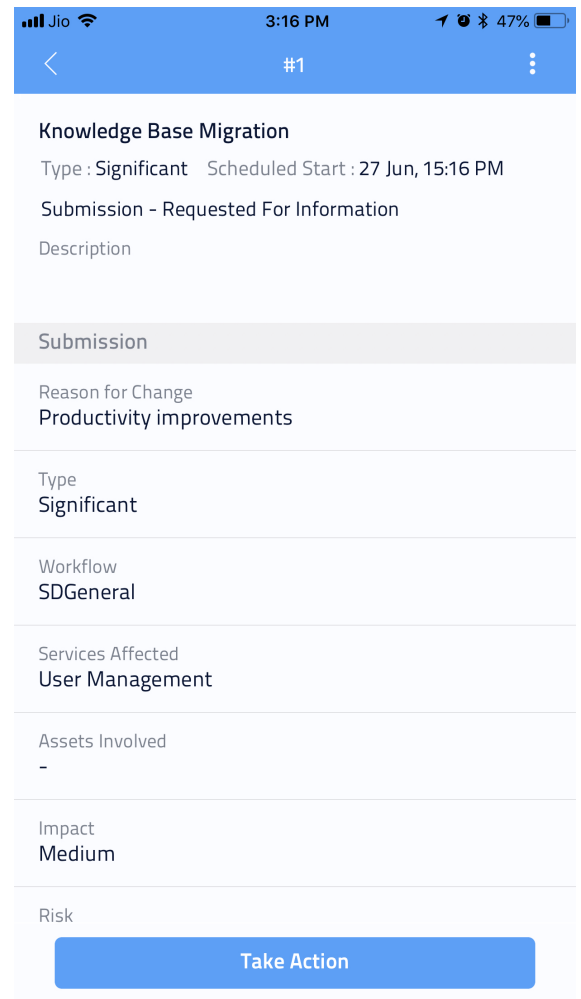 Jio 3:16 PM 47%
#1
Knowledge Base Migration
Type : Significant Scheduled Start : 27 Jun, 15:16 PM
Submission - Requested For Information
Description
Submission
Reason for Change
Productivity improvements
Type
Significant
Workflow
SDGeneral
Services Affected
User Management
Assets Involved
-
Impact
Medium
Risk
Take Action